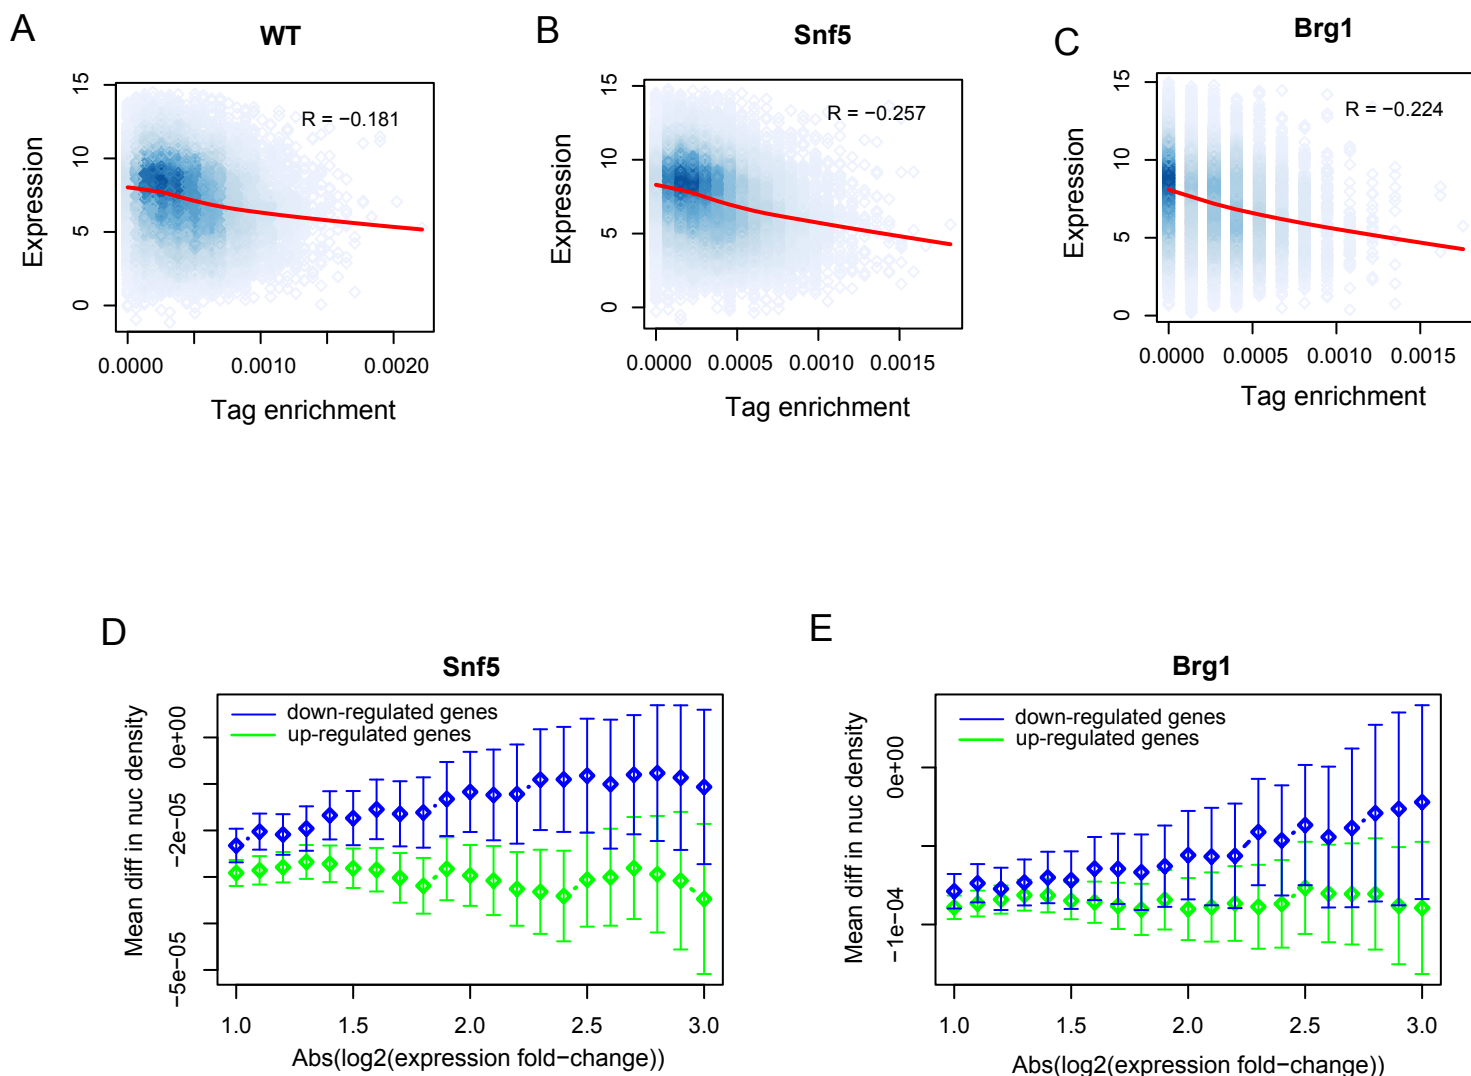 A
WT
R = −0.181
Expression
0
5
10
15
0.0000
0.0010
0.0020
Tag enrichment
B
Snf5
R = −0.257
Expression
0
5
10
15
0.0000
0.0005
0.0010
0.0015
Tag enrichment
C
Brg1
R = −0.224
Expression
0
5
10
15
0.0000
0.0005
0.0010
0.0015
Tag enrichment
D
Snf5
down-regulated genes
up-regulated genes
Mean diff in nuc density
0e+00
−2e−05
−5e−05
1.0
1.5
2.0
2.5
3.0
Abs(log2(expression fold−change))
E
Brg1
down-regulated genes
up-regulated genes
Mean diff in nuc density
0e+00
−1e−04
1.0
1.5
2.0
2.5
3.0
Abs(log2(expression fold−change))